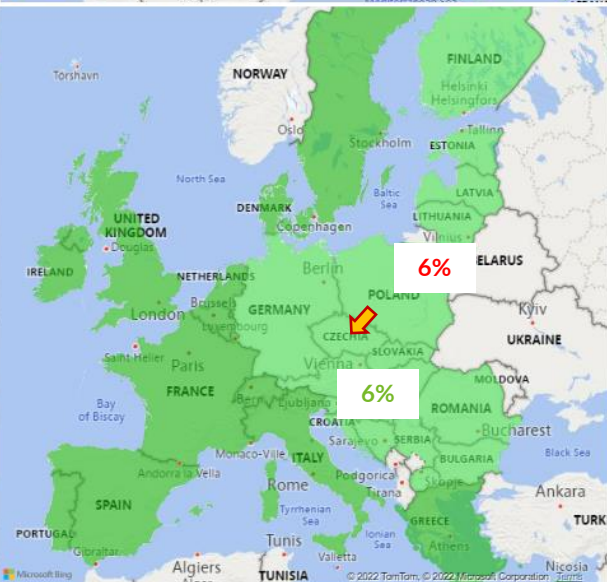 Torshavn
NORWAY
FINLAND
Helsinki
Helsingfors
Oslo
Stockholm
Tallinn
ESTONIA
North Sea
Baltic
Sea
LATVIA
DENMARK
Copenhagen
LITHUANIA
Vilnius
UNITED
KINGDOM
Douglas
IRELAND
NETHERLANDS
Berlin
6%
ELARUS
POLAND
London
Brussels
GERMANY
Kyiv
Luxembourg
CZECHIA
UKRAINE
Saint Helier
Paris
Vienna
SLOVAKIA
MOLDOVA
FRANCE
Bern
Ljubljana
6%
ROMANIA
Bay
of Biscay
CROATIA
Bucharest
Monaco-Ville
ITALY
Sarajevo
SERBIA
Black Sea
Andorra la Vella
Podgorica
BULGARIA
Rome
Tirana
Skopje
SPAIN
Tyrrhenian
Sea
Ankara
PORTUGAL
Ionian
Sea
GREECE
TURK
Gibraltar
Tunis
Athens
Algiers
Valletta
Nicosia
Microsoft Bing
TUNISIA
© 2022 TomTom, © 2022 Microsoft Corporation Terms